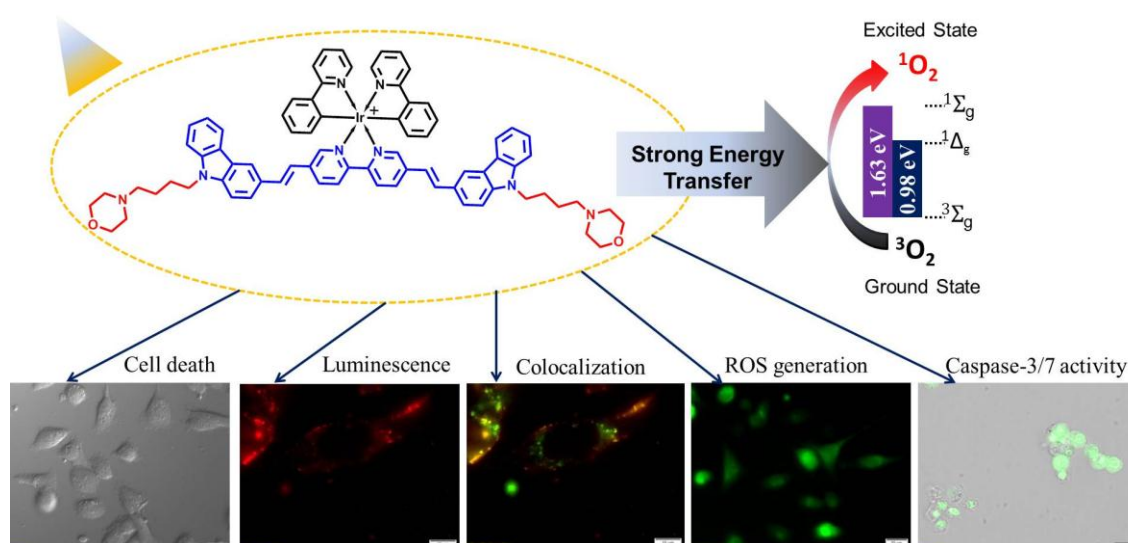 Excited State
¹O₂
....¹Σg
....¹Δg
1.63 eV
0.98 eV
....³Σg
³O₂
Ground State
Strong Energy
Transfer
N
N
Ir
+
N
N
N
N
N
N
O
O
Cell death
Luminescence
Colocalization
ROS generation
Caspase-3/7 activity